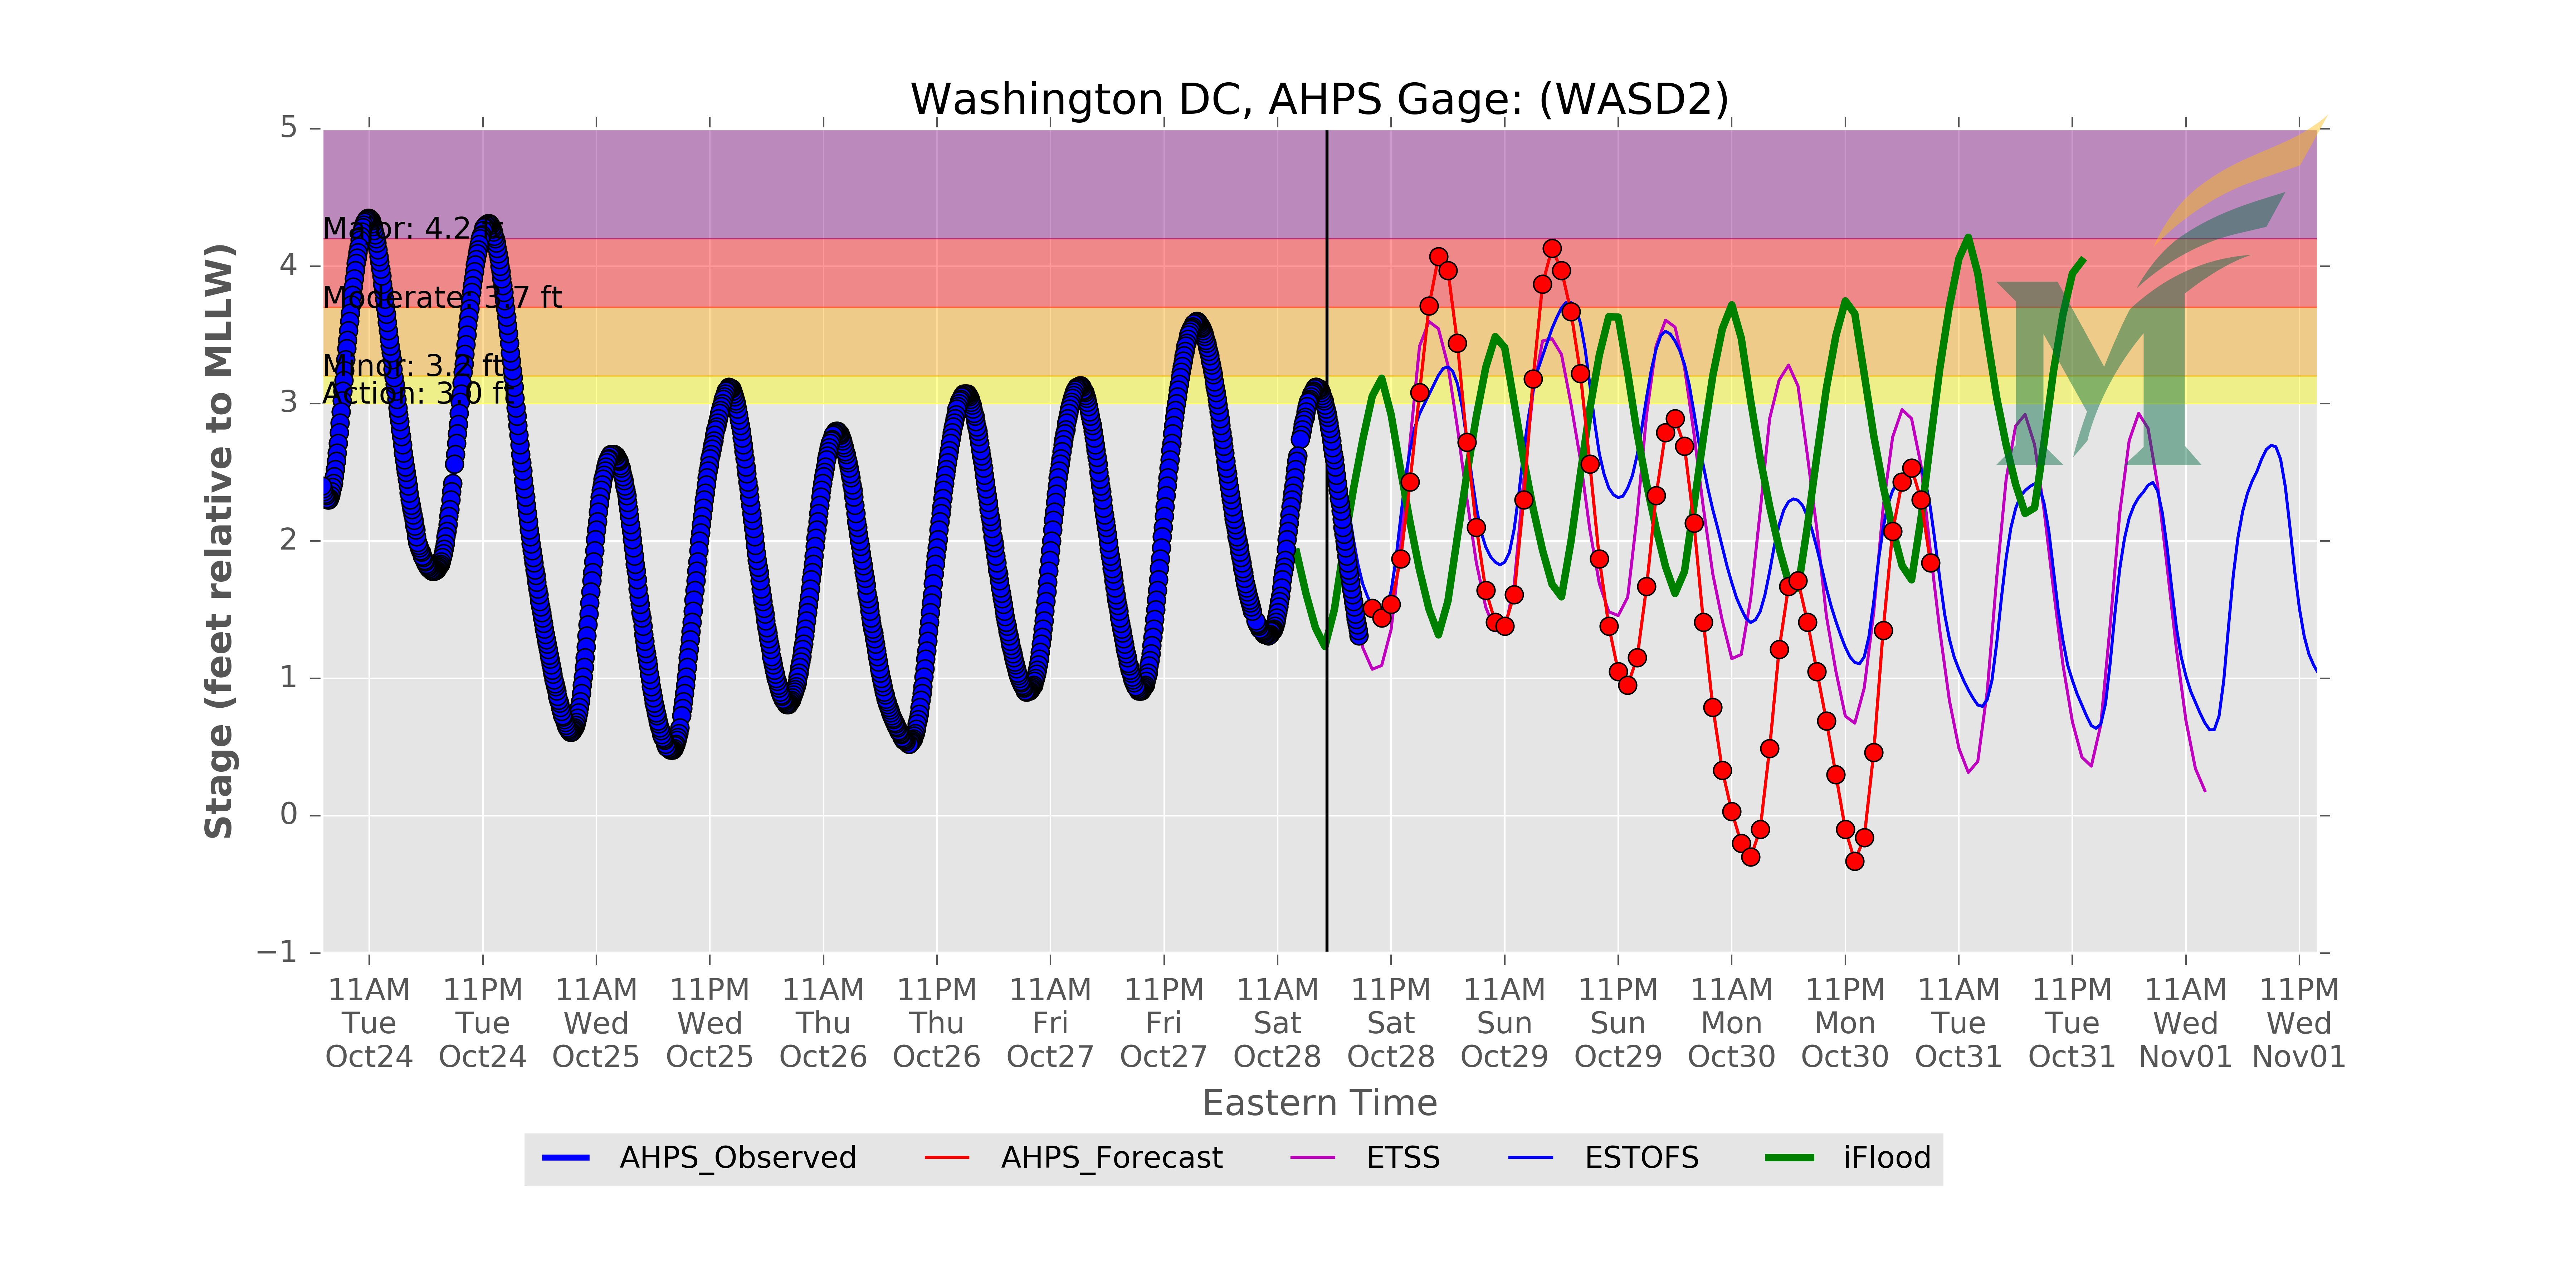 Washington DC, AHPS Gage: (WASD2)
Stage (feet relative to MLLW)
5
4
3
2
1
0
−1
Major: 4.2
Moderate: 3.7 ft
Minor: 3.2 ft
Action: 3.0 ft
11AM 11PM 11AM 11PM 11AM 11PM 11AM 11PM 11AM 11PM 11AM 11PM 11AM 11PM 11AM 11PM 11AM 11PM
Tue Tue Wed Wed Thu Thu Fri Fri Sat Sat Sun Sun Mon Mon Tue Tue Wed Wed
Oct24 Oct24 Oct25 Oct25 Oct26 Oct26 Oct27 Oct27 Oct28 Oct28 Oct29 Oct29 Oct30 Oct30 Oct31 Oct31 Nov01 Nov01
Eastern Time
AHPS_Observed AHPS_Forecast ETSS ESTOFS iFlood